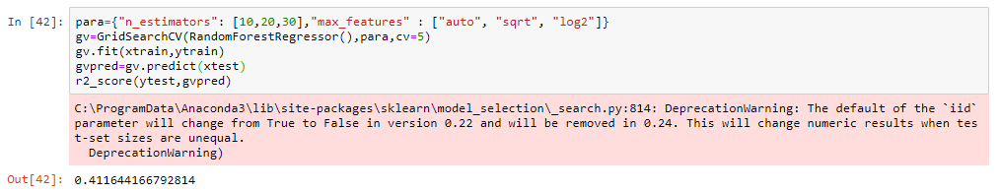 In [42]: para={"n_estimators": [10,20,30],"max_features" : ["auto", "sqrt", "log2"]}
gv=GridSearchCV(RandomForestRegressor(),para,cv=5)
gv.fit(xtrain,ytrain)
gvpred=gv.predict(xtest)
r2_score(ytest,gvpred)
C:\ProgramData\Anaconda3\lib\site-packages\sklearn\model_selection\_search.py:814: DeprecationWarning: The default of the `iid`
parameter will change from True to False in version 0.22 and will be removed in 0.24. This will change numeric results when tes
t-set sizes are unequal.
DeprecationWarning)
Out[42]: 0.411644166792814